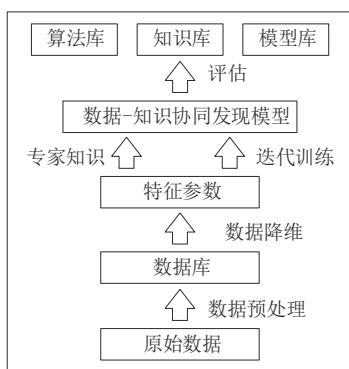 算法库 知识库 模型库
评估
数据-知识协同发现模型
专家知识 迭代训练
特征参数
数据降维
数据库
数据预处理
原始数据